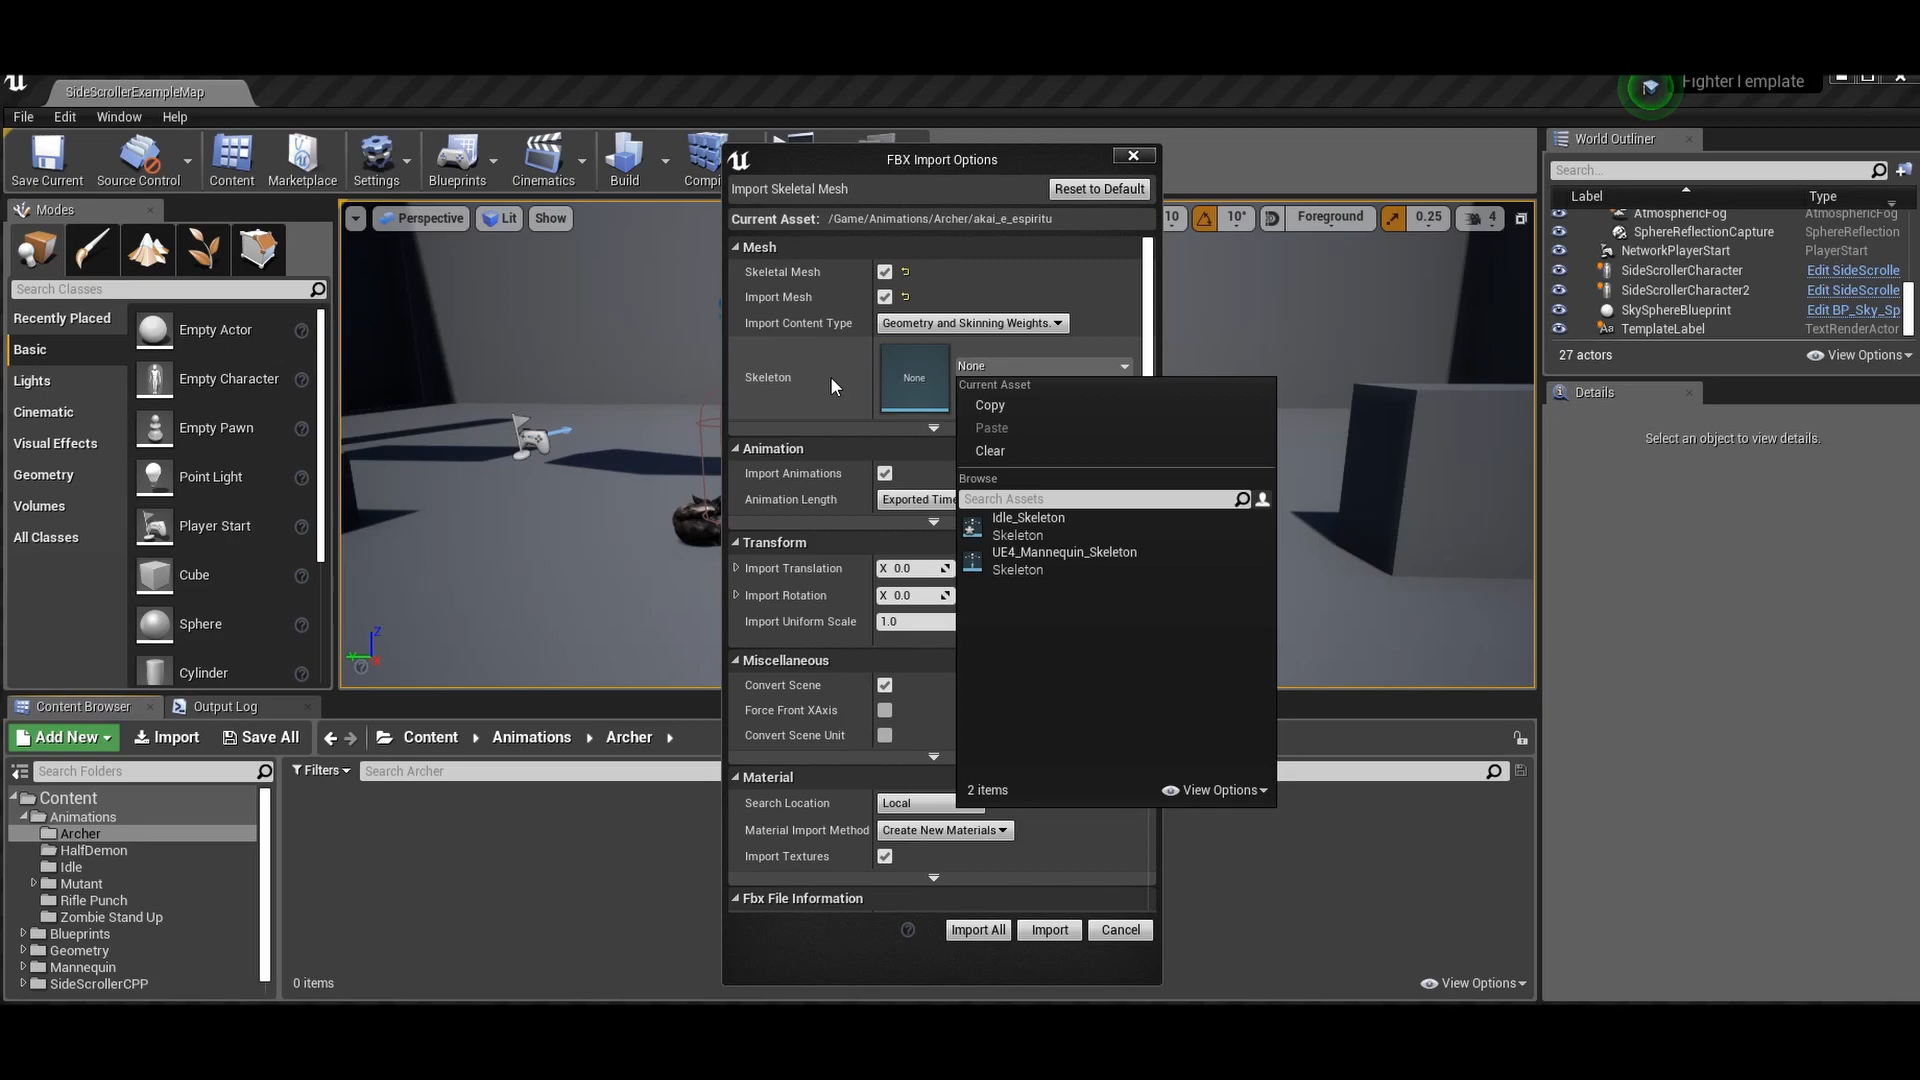 SideScrollerExampleMap
FighterTemplate
File Edit Window Help
Save Current Source Control Content Marketplace Settings Blueprints Cinematics Build
Modes
Search Classes
Recently Placed
Basic
Lights
Cinematic
Visual Effects
Geometry
Volumes
All Classes
Empty Actor
Empty Character
Empty Pawn
Point Light
Player Start
Cube
Sphere
Cylinder
Perspective Lit Show
10 10° Foreground 0.25 4
Z
Y
X
FBX Import Options
Import Skeletal Mesh Reset to Default
Current Asset: /Game/Animations/Archer/akai_e_espiritu
Mesh
Skeletal Mesh
Import Mesh
Import Content Type Geometry and Skinning Weights.
Skeleton None None
Animation
Import Animations
Animation Length Exported Time
Transform
Import Translation X 0.0
Import Rotation X 0.0
Import Uniform Scale 1.0
Miscellaneous
Convert Scene
Force Front XAxis
Convert Scene Unit
Material
Search Location Local
Material Import Method Create New Materials
Import Textures
Fbx File Information
Import All Import Cancel
Current Asset
Copy
Paste
Clear
Browse
Search Assets
Idle_Skeleton
Skeleton
UE4_Mannequin_Skeleton
Skeleton
2 items View Options
World Outliner
Search...
Label Type
AtmosphericFog AtmosphericFog
SphereReflectionCapture SphereReflection
NetworkPlayerStart PlayerStart
SideScrollerCharacter Edit SideScrolle
SideScrollerCharacter2 Edit SideScrolle
SkySphereBlueprint Edit BP_Sky_Sp
TemplateLabel TextRenderActor
27 actors View Options
Details
Select an object to view details.
Content Browser Output Log
Add New Import Save All Content Animations Archer
Search Folders
Filters Search Archer
Content
Animations
Archer
HalfDemon
Idle
Mutant
Rifle Punch
Zombie Stand Up
Blueprints
Geometry
Mannequin
SideScrollerCPP
0 items View Options